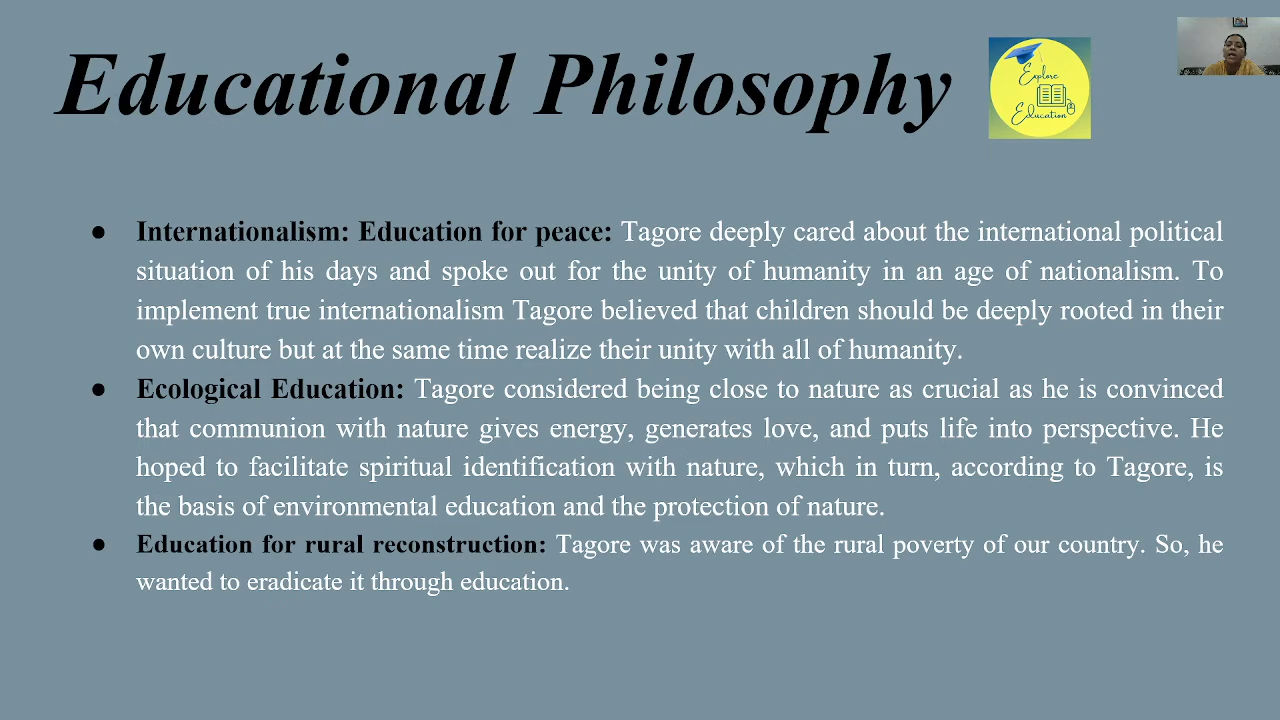 Educational Philosophy
Explore
Education
● Internationalism: Education for peace: Tagore deeply cared about the international political
situation of his days and spoke out for the unity of humanity in an age of nationalism. To
implement true internationalism Tagore believed that children should be deeply rooted in their
own culture but at the same time realize their unity with all of humanity.
● Ecological Education: Tagore considered being close to nature as crucial as he is convinced
that communion with nature gives energy, generates love, and puts life into perspective. He
hoped to facilitate spiritual identification with nature, which in turn, according to Tagore, is
the basis of environmental education and the protection of nature.
● Education for rural reconstruction: Tagore was aware of the rural poverty of our country. So, he
wanted to eradicate it through education.